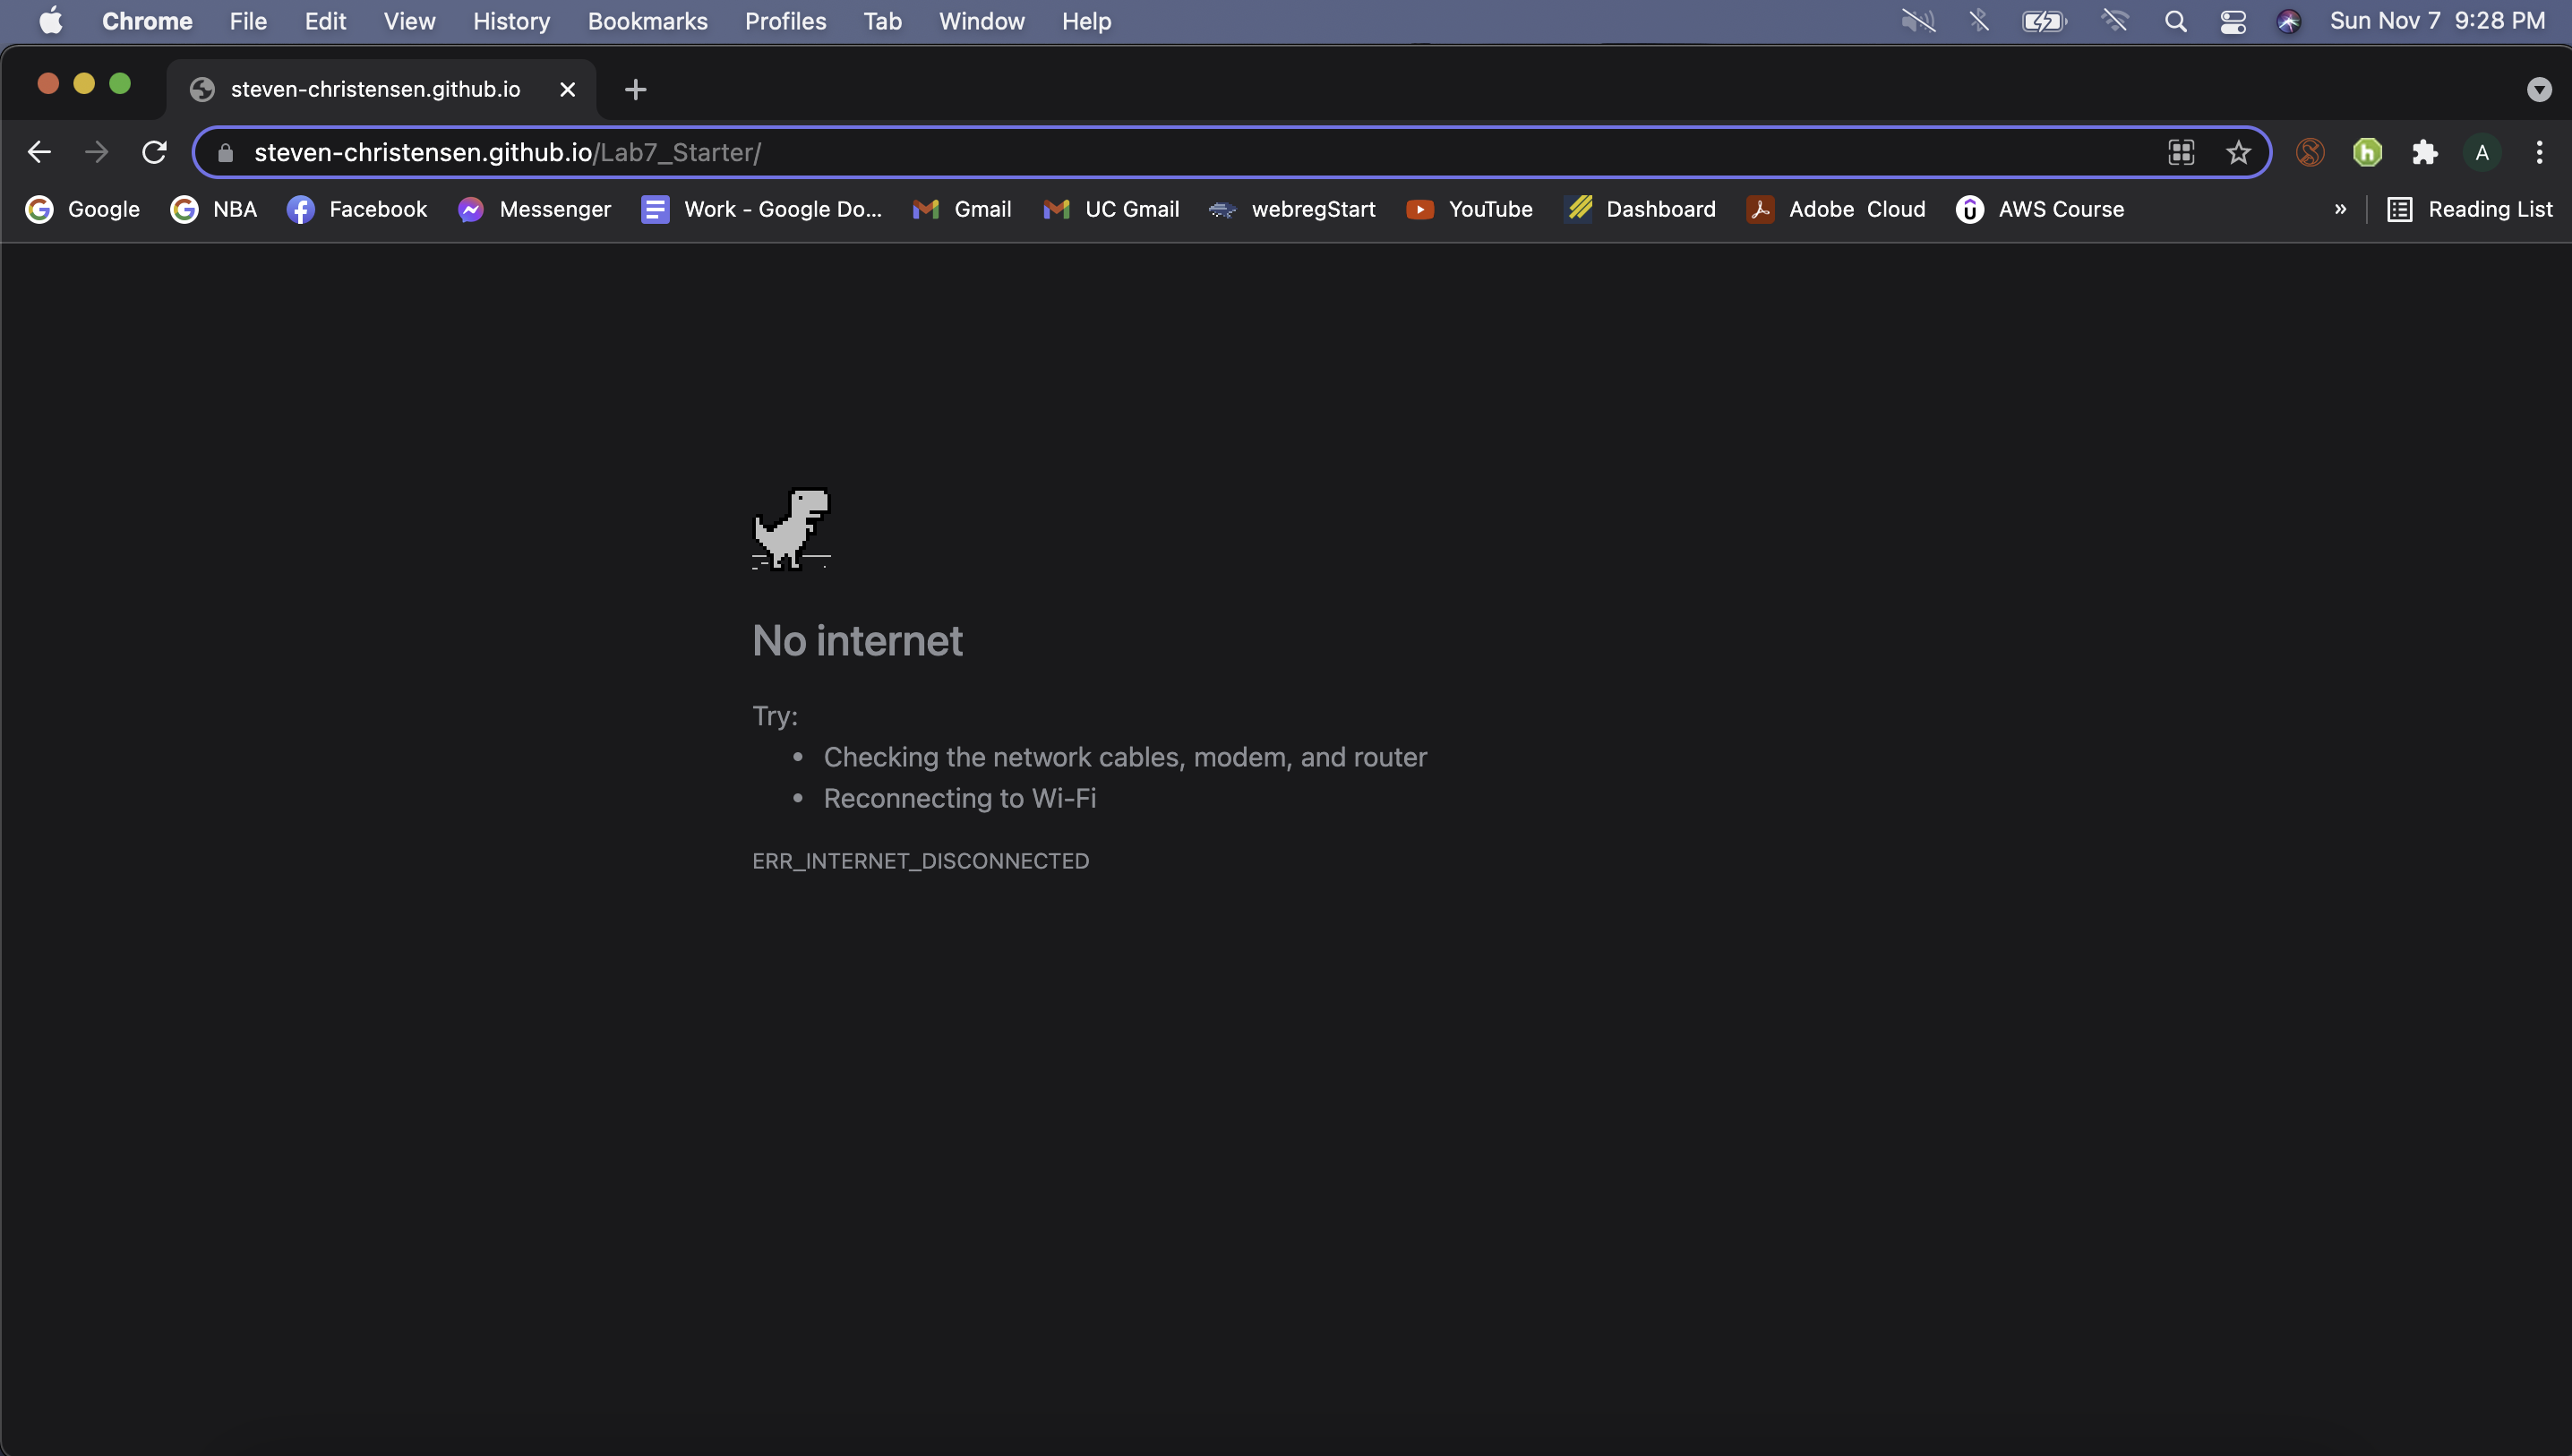 Chrome File Edit View History Bookmarks Profiles Tab Window Help Sun Nov 7 9:28 PM
steven-christensen.github.io
steven-christensen.github.io/Lab7_Starter/ A
Google NBA Facebook Messenger Work - Google Do... Gmail UC Gmail webregStart YouTube Dashboard Adobe Cloud AWS Course » Reading List
No internet
Try:
• Checking the network cables, modem, and router
• Reconnecting to Wi-Fi
ERR_INTERNET_DISCONNECTED